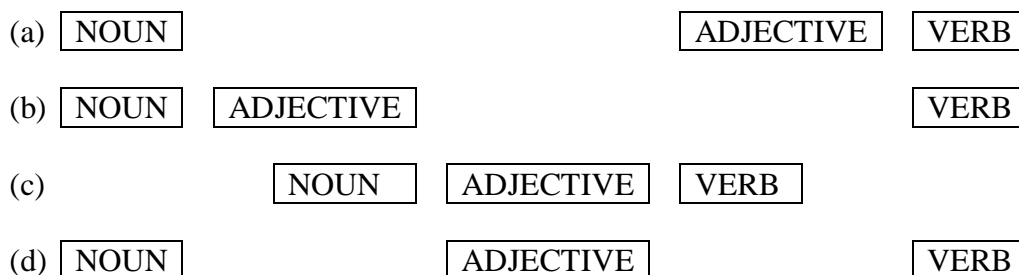 (a) NOUN ADJECTIVE VERB
(b) NOUN ADJECTIVE VERB
(c) NOUN ADJECTIVE VERB
(d) NOUN ADJECTIVE VERB